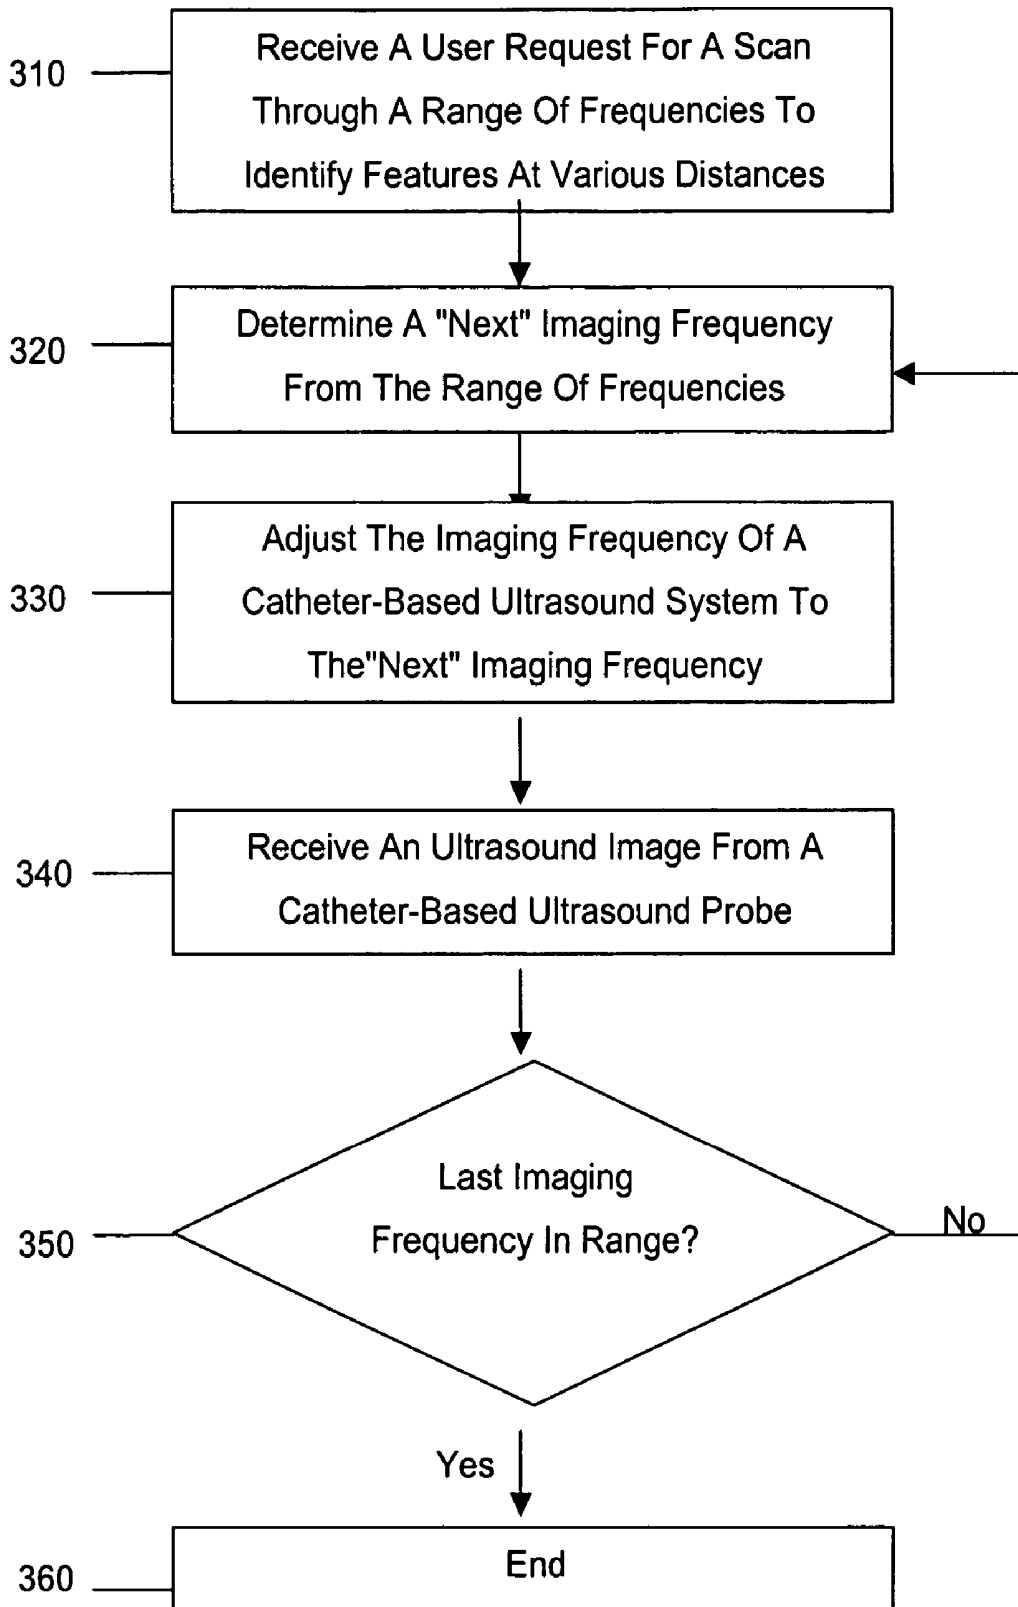 310
Receive A User Request For A Scan
Through A Range Of Frequencies To
Identify Features At Various Distances
320
Determine A "Next" Imaging Frequency
From The Range Of Frequencies
330
Adjust The Imaging Frequency Of A
Catheter-Based Ultrasound System To
The"Next" Imaging Frequency
340
Receive An Ultrasound Image From A
Catheter-Based Ultrasound Probe
350
Last Imaging
Frequency In Range?
No
Yes
360
End